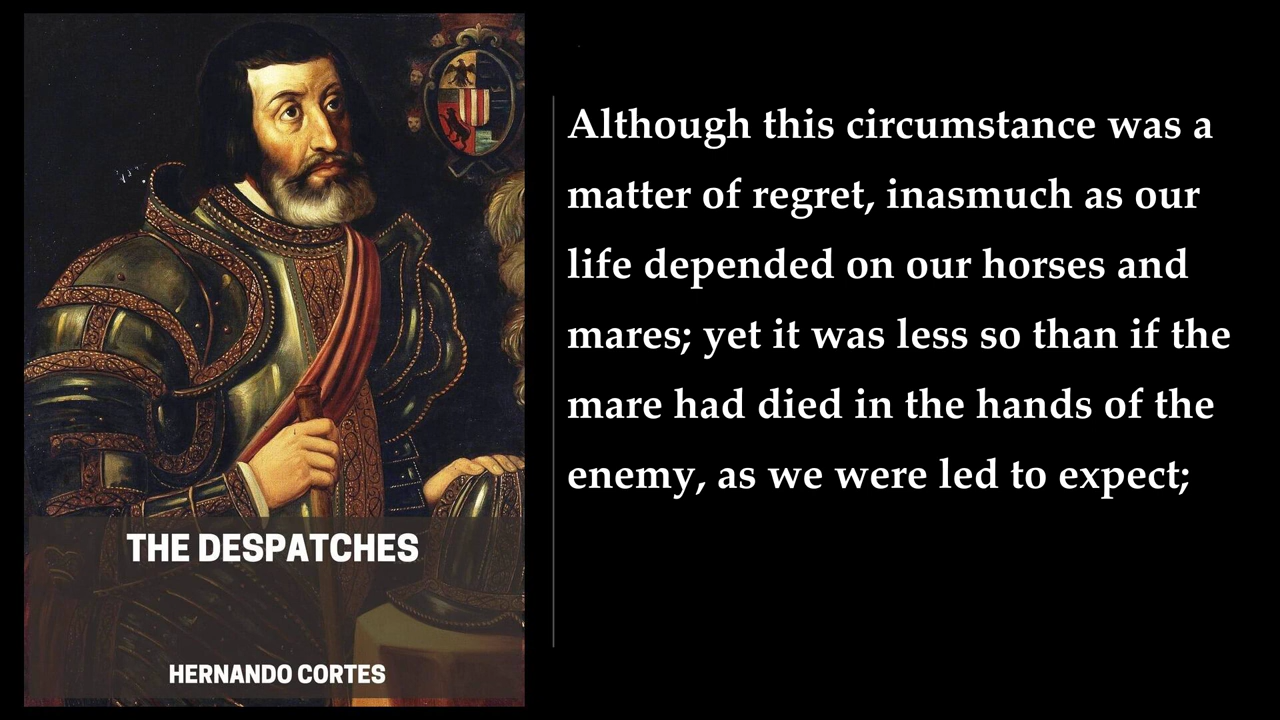 THE DESPATCHES
HERNANDO CORTES
Although this circumstance was a
matter of regret, inasmuch as our
life depended on our horses and
mares; yet it was less so than if the
mare had died in the hands of the
enemy, as we were led to expect;